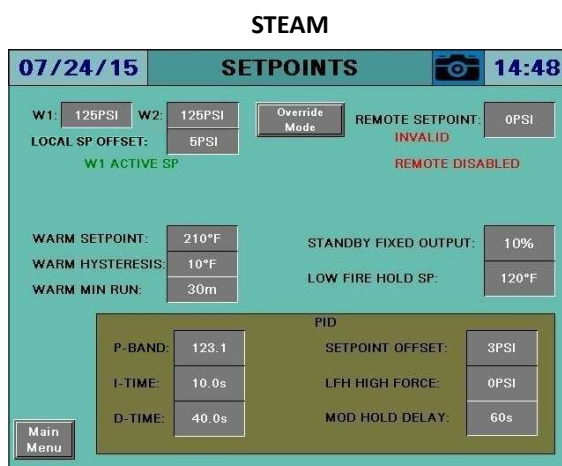 STEAM
07/24/15 SETPOINTS 14:48
W1: 125PSI W2: 125PSI Override Mode REMOTE SETPOINT: 0PSI
LOCAL SP OFFSET: 5PSI INVALID
W1 ACTIVE SP REMOTE DISABLED
WARM SETPOINT: 210°F STANDBY FIXED OUTPUT: 10%
WARM HYSTERESIS: 10°F LOW FIRE HOLD SP: 120°F
WARM MIN RUN: 30m
PID
P-BAND: 123.1 SETPOINT OFFSET: 3PSI
I-TIME: 10.0s LFH HIGH FORCE: 0PSI
D-TIME: 40.0s MOD HOLD DELAY: 60s
Main
Menu